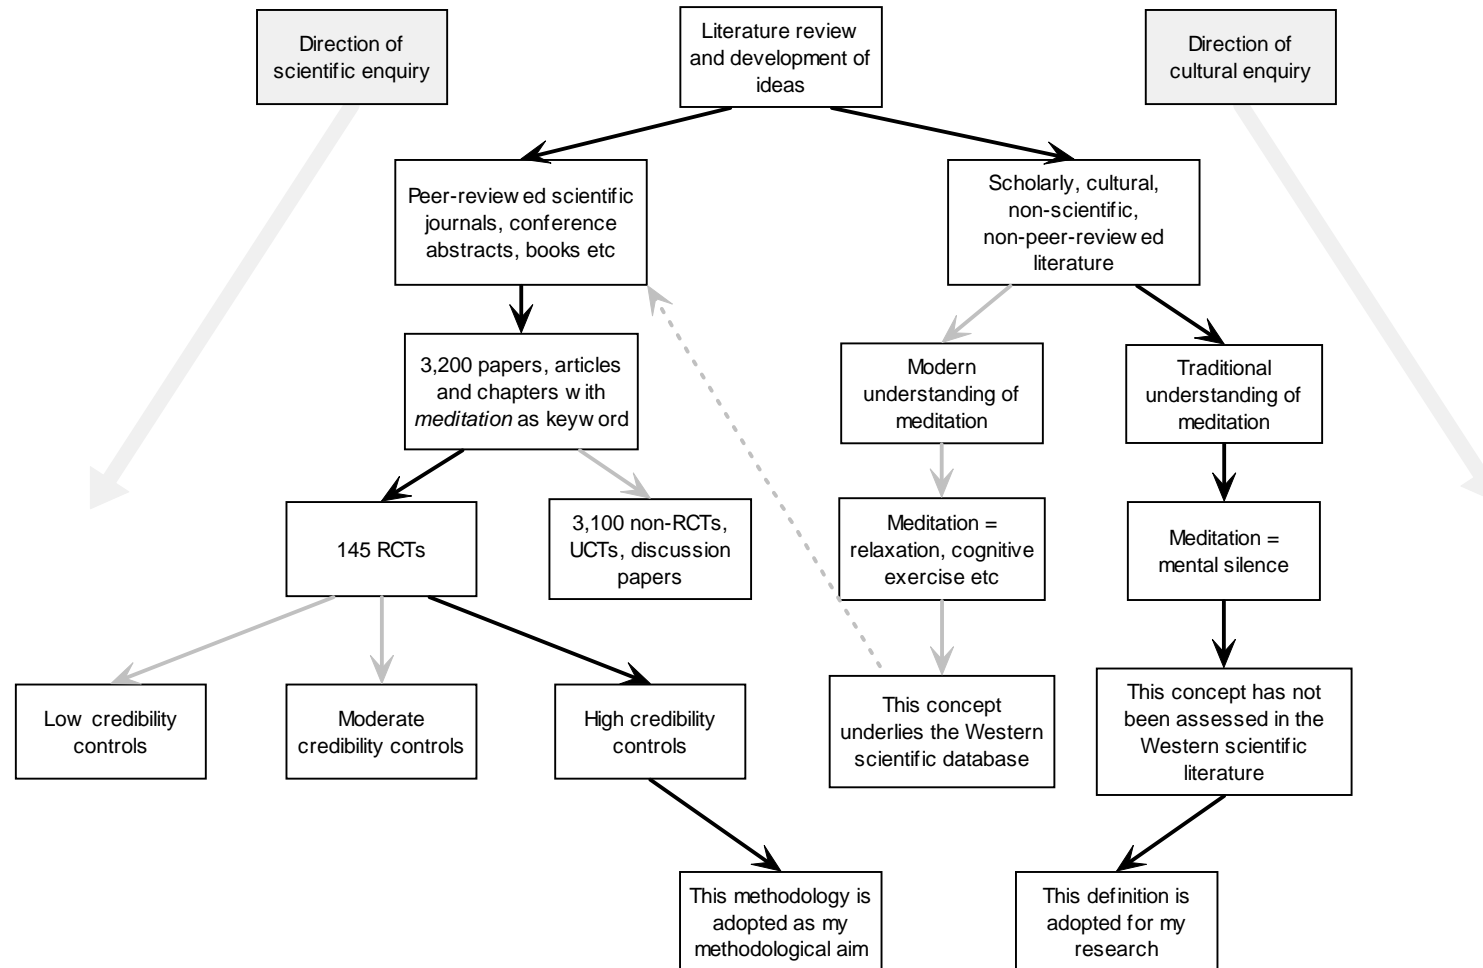 Direction of
scientific enquiry
Literature review
and development of
ideas
Direction of
cultural enquiry
Peer-reviewed scientific
journals, conference
abstracts, books etc
Scholarly, cultural,
non-scientific,
non-peer-reviewed
literature
3,200 papers, articles
and chapters with
meditation as keyword
Modern
understanding of
meditation
Traditional
understanding of
meditation
145 RCTs
3,100 non-RCTs,
UCTs, discussion
papers
Meditation =
relaxation, cognitive
exercise etc
Meditation =
mental silence
Low credibility
controls
Moderate
credibility controls
High credibility
controls
This concept
underlies the Western
scientific database
This concept has not
been assessed in the
Western scientific
literature
This methodology is
adopted as my
methodological aim
This definition is
adopted for my
research